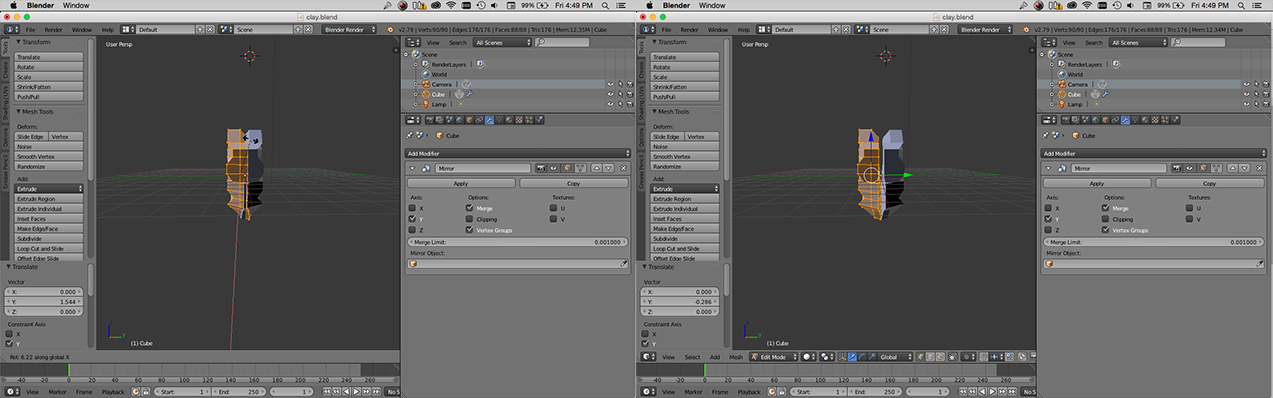 Blender Window 99% Fri 4:49 PM
clay.blend
File Render Window Help Default Scene Blender Render v2.79 | Verts:90/90 | Edges:176/176 | Faces:88/88 | Tris:176 | Mem:12.35M | Cube
Tools
Create
Shading/UVs
Options
Grease Pencil
Transform
Translate
Rotate
Scale
Shrink/Fatten
Push/Pull
Mesh Tools
Deform:
Slide Edge Vertex
Noise
Smooth Vertex
Randomize
Add:
Extrude
Extrude Region
Extrude Individual
Inset Faces
Make Edge/Face
Subdivide
Loop Cut and Slide
Offset Edge Slide
Translate
Vector
X: 0.000
Y: 1.544
Z: 0.000
Constraint Axis
X
Y
User Persp
(1) Cube
Rot: 6.22 along global X
View Search All Scenes
Scene
RenderLayers
World
Camera
Cube
Lamp
Cube
Add Modifier
Mirror
Apply Copy
Axis: Options: Textures:
X Merge U
Y Clipping V
Z Vertex Groups
Merge Limit: 0.001000
Mirror Object:
-40 -20 0 20 40 60 80 100 120 140 160 180 200 220 240 260
View Marker Frame Playback Start: 1 End: 250 1 No S
Blender Window 99% Fri 4:49 PM
clay.blend
File Render Window Help Default Scene Blender Render v2.79 | Verts:90/90 | Edges:176/176 | Faces:88/88 | Tris:176 | Mem:12.34M | Cube
Tools
Create
Shading/UVs
Options
Grease Pencil
Transform
Translate
Rotate
Scale
Shrink/Fatten
Push/Pull
Mesh Tools
Deform:
Slide Edge Vertex
Noise
Smooth Vertex
Randomize
Add:
Extrude
Extrude Region
Extrude Individual
Inset Faces
Make Edge/Face
Subdivide
Loop Cut and Slide
Offset Edge Slide
Translate
Vector
X: 0.000
Y: -0.286
Z: 0.000
Constraint Axis
X
Y
User Persp
(1) Cube
View Select Add Mesh Edit Mode Global
View Search All Scenes
Scene
RenderLayers
World
Camera
Cube
Lamp
Cube
Add Modifier
Mirror
Apply Copy
Axis: Options: Textures:
X Merge U
Y Clipping V
Z Vertex Groups
Merge Limit: 0.001000
Mirror Object:
-40 -20 0 20 40 60 80 100 120 140 160 180 200 220 240 260
View Marker Frame Playback Start: 1 End: 250 1 No S